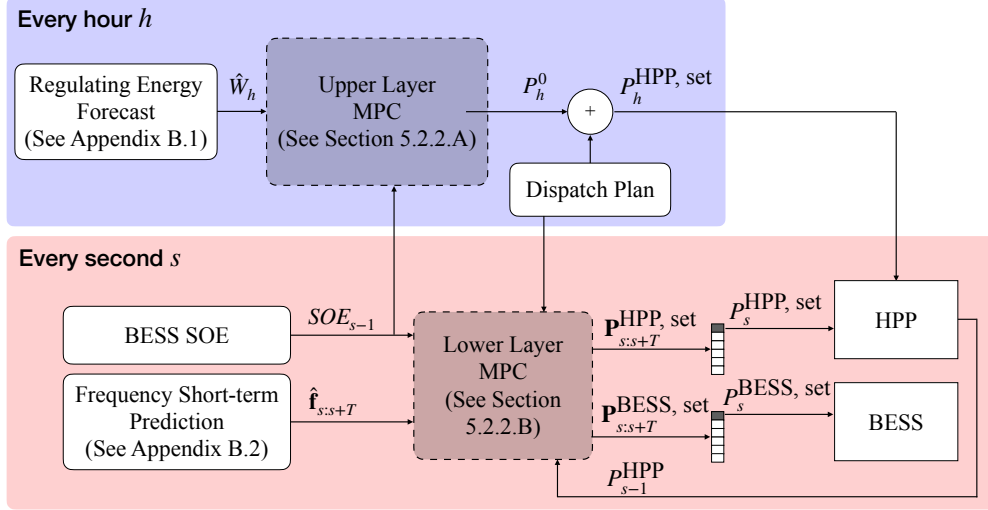 Every hour h
Regulating Energy
Forecast
(See Appendix B.1)
Ŵ_h
Upper Layer
MPC
(See Section 5.2.2.A)
P_h^0
+
P_h^{HPP, set}
Dispatch Plan
Every second s
BESS SOE
SOE_{s−1}
Frequency Short-term
Prediction
(See Appendix B.2)
f̂_{s:s+T}
Lower Layer
MPC
(See Section
5.2.2.B)
P_{s:s+T}^{HPP, set}
P_s^{HPP, set}
HPP
P_{s:s+T}^{BESS, set}
P_s^{BESS, set}
BESS
P_{s−1}^{HPP}